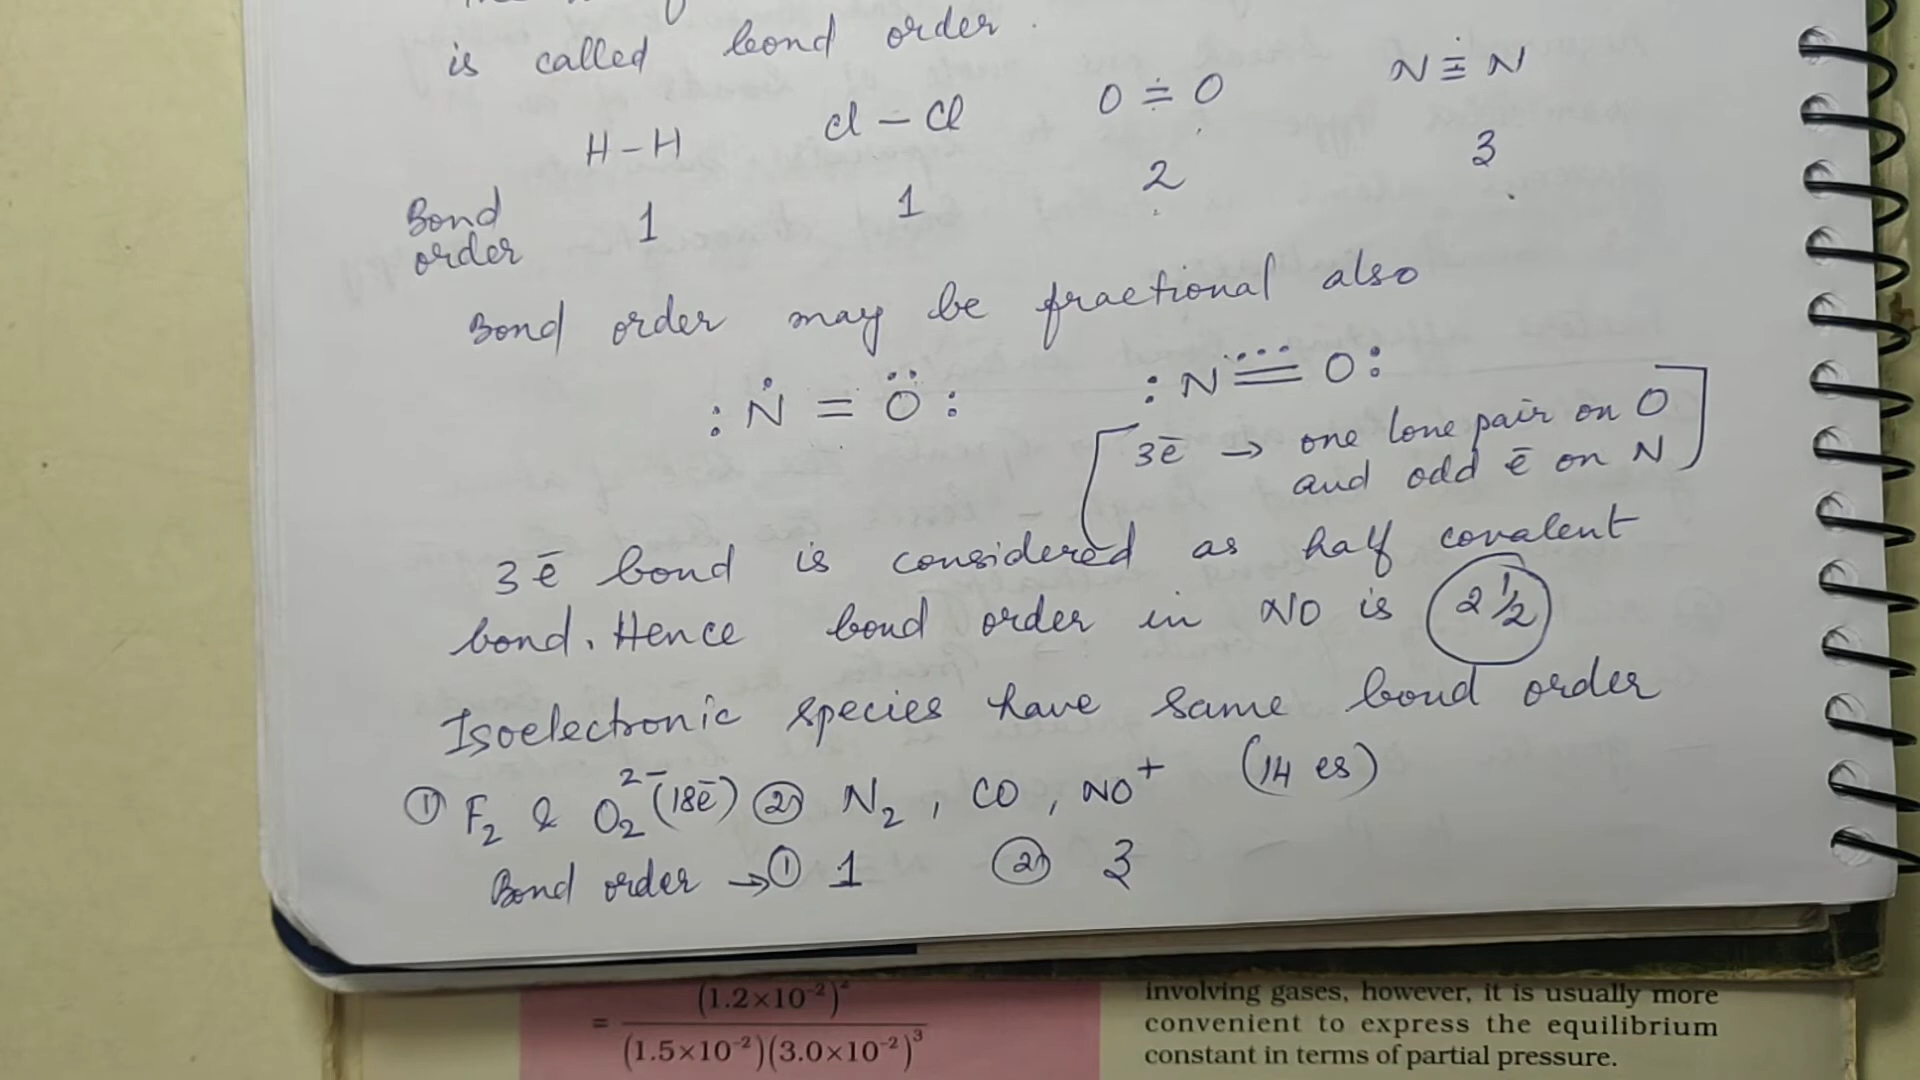 is called bond order.
H-H Cl-Cl O=O N≡N
Bond order 1 1 2 3
Bond order may be fractional also
:Ṅ = Ö: :N≡O:
[3ē → one lone pair on O
and odd ē on N]
3ē bond is considered as half covalent
bond. Hence bond order in NO is 2 1/2
Isoelectronic species have same bond order
① F₂ & O₂²⁻ (18ē) ② N₂, CO, NO⁺ (14 es)
Bond order → ① 1 ② 3
= (1.2×10⁻²)² / (1.5×10⁻²)(3.0×10⁻²)³
involving gases, however, it is usually more
convenient to express the equilibrium
constant in terms of partial pressure.